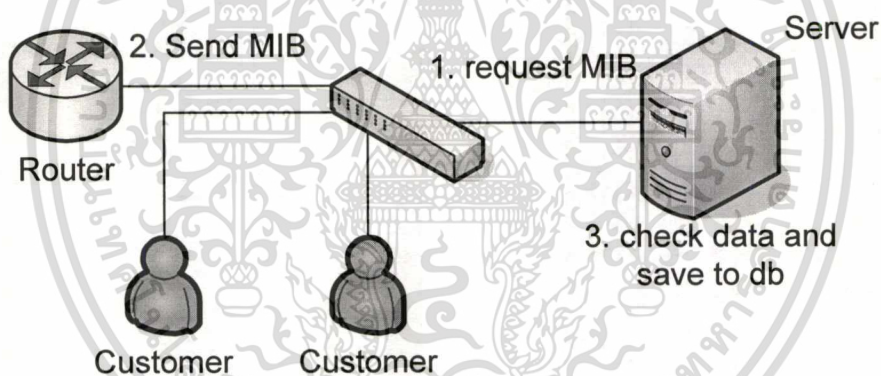 Server
2. Send MIB
1. request MIB
Router
3. check data and
save to db
Customer
Customer